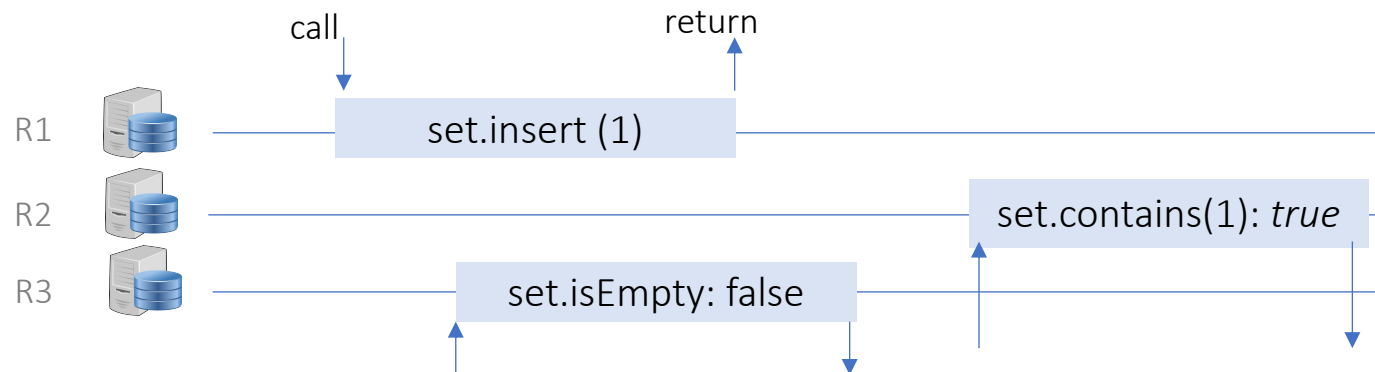 call
return
R1
set.insert (1)
R2
set.contains(1): true
R3
set.isEmpty: false